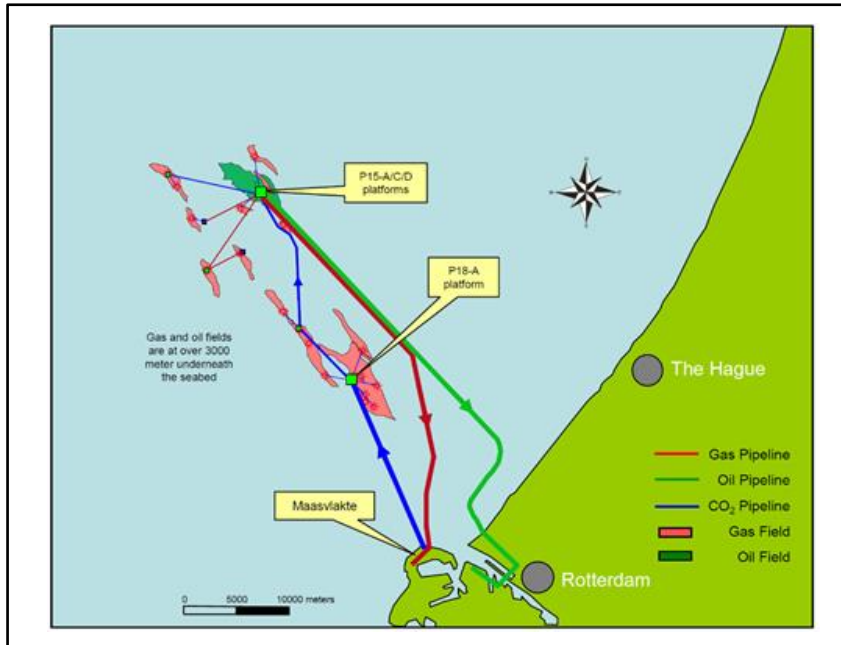 P15-A/C/D
platforms
P18-A
platform
Gas and oil fields
are at over 3000
meter underneath
the seabed
The Hague
Gas Pipeline
Oil Pipeline
CO₂ Pipeline
Gas Field
Oil Field
Maasvlakte
Rotterdam
0 5000 10000 meters